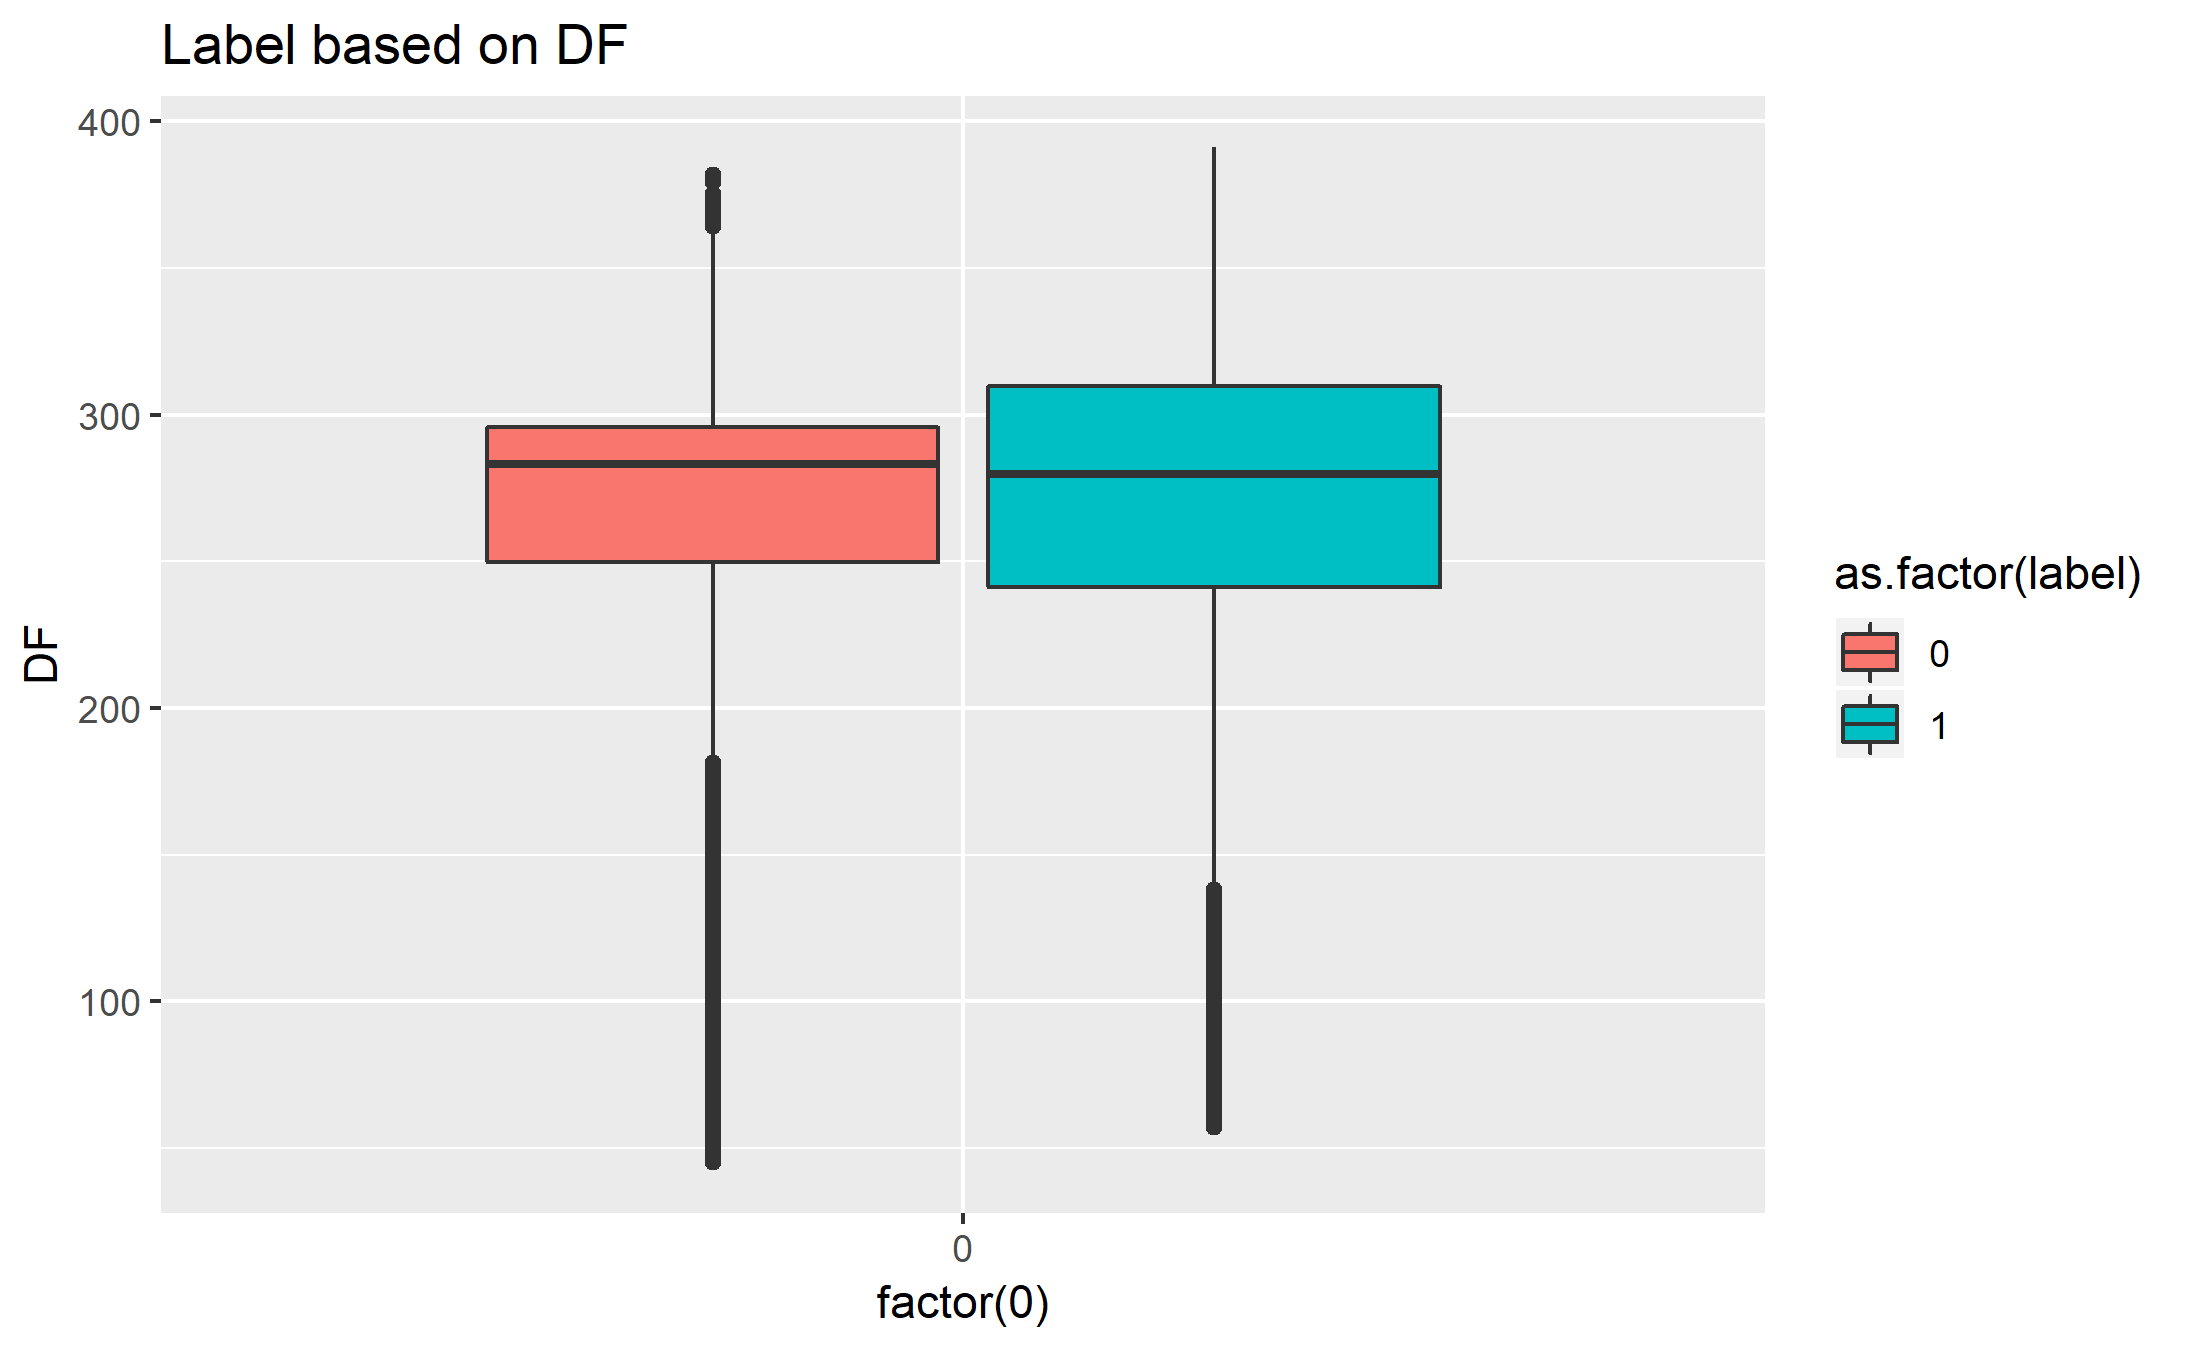 Label based on DF
400
300
200
100
DF
0
factor(0)
as.factor(label)
0
1